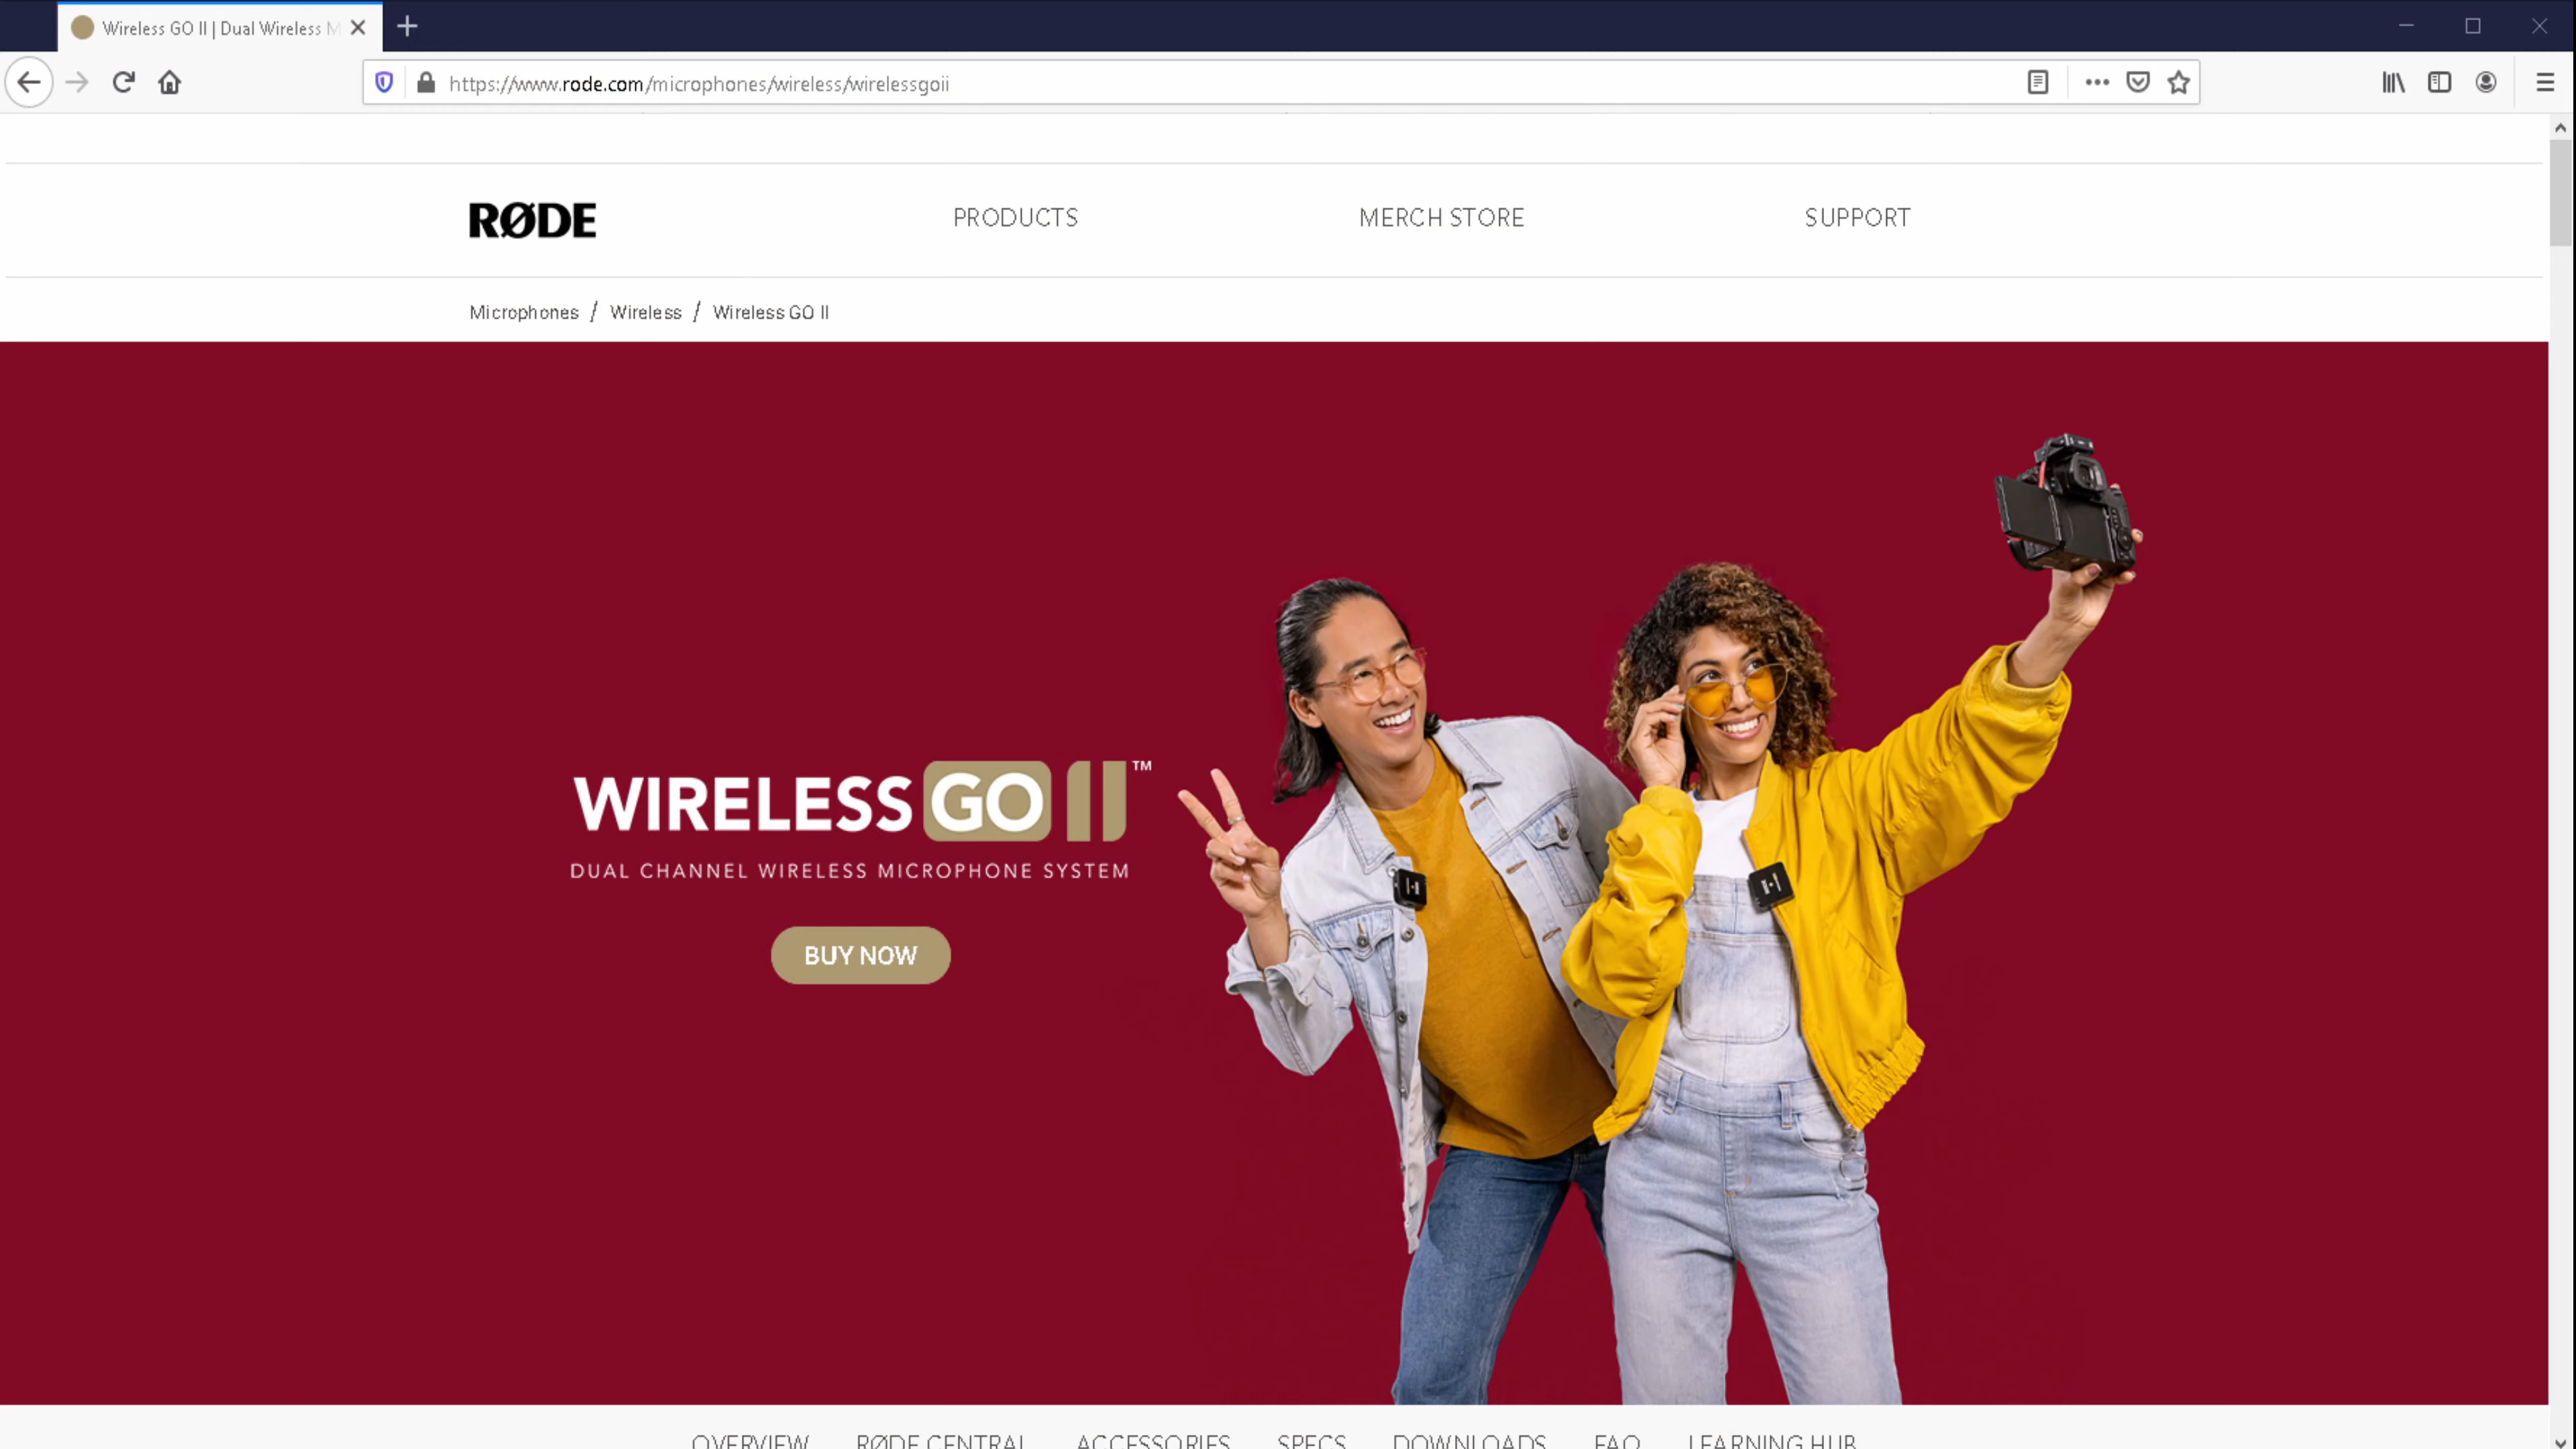 Wireless GO II | Dual Wireless M
https://www.rode.com/microphones/wireless/wirelessgoii
RØDE
PRODUCTS
MERCH STORE
SUPPORT
Microphones / Wireless / Wireless GO II
WIRELESS GO II™
DUAL CHANNEL WIRELESS MICROPHONE SYSTEM
BUY NOW
OVERVIEW RØDE CENTRAL ACCESSORIES SPECS DOWNLOADS FAQ LEARNING HUB